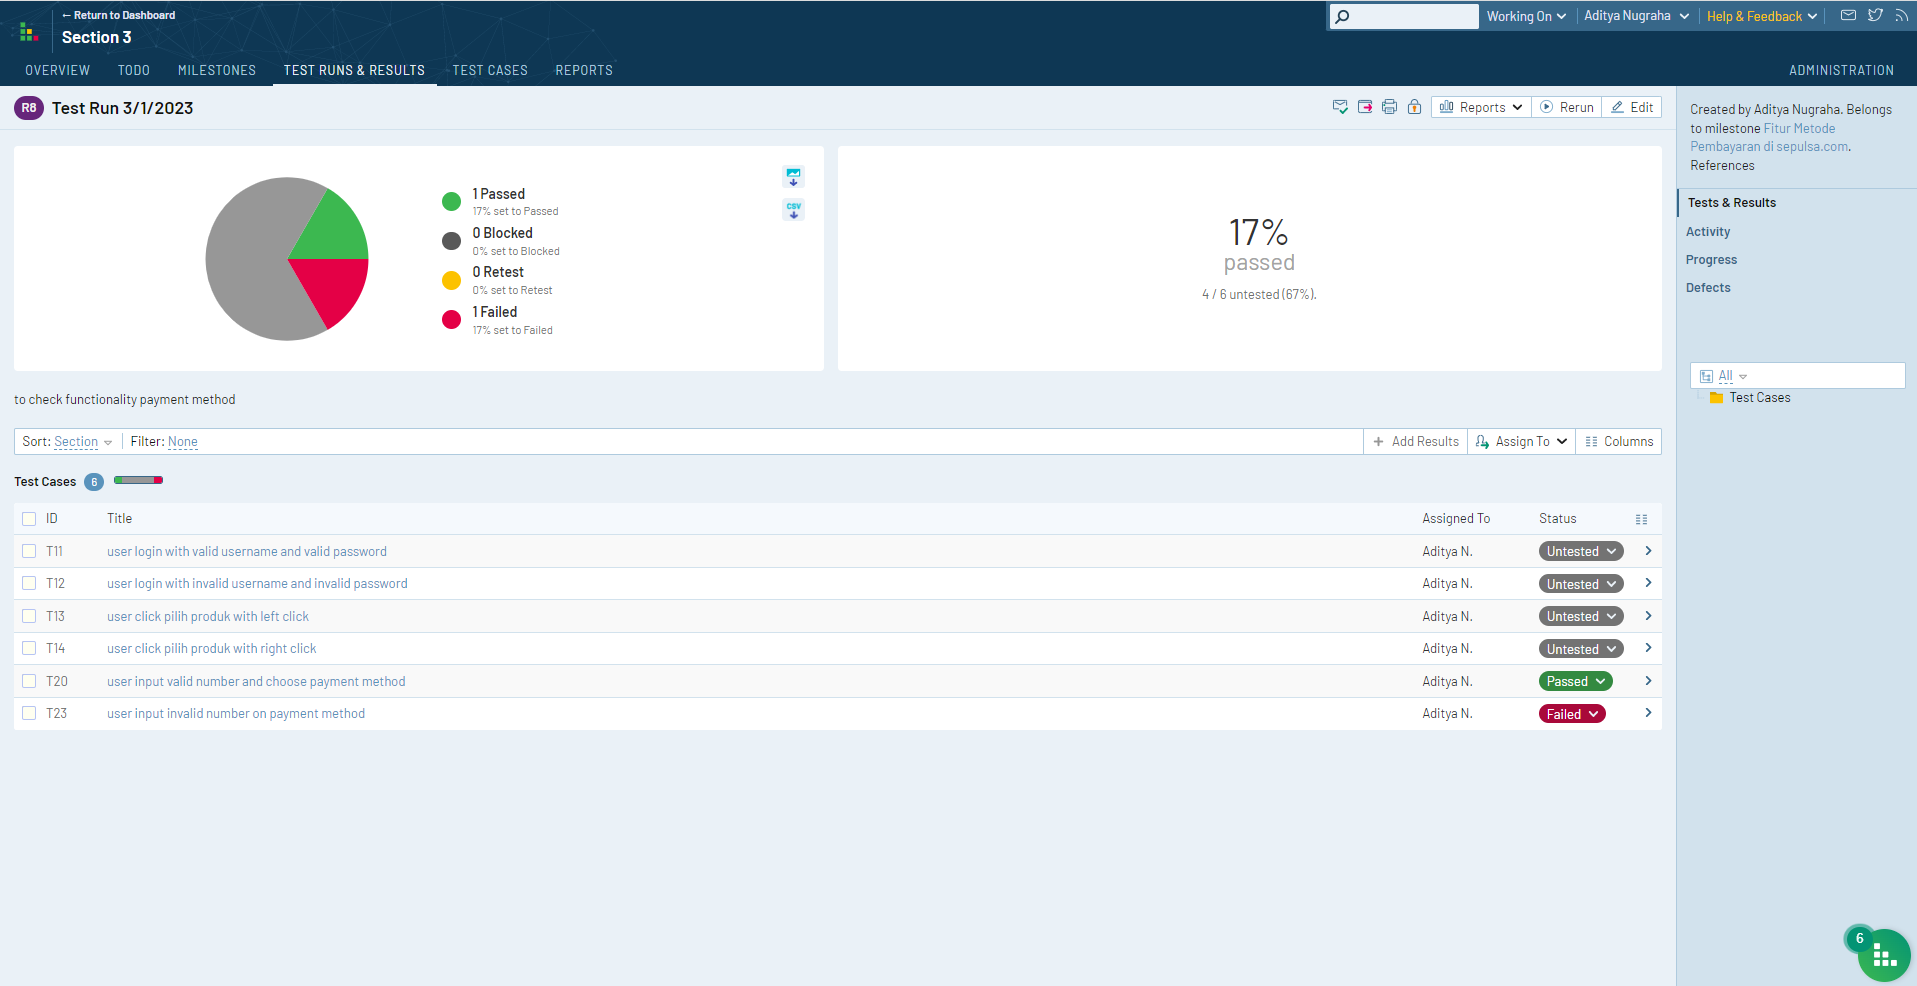 ← Return to Dashboard
Section 3
Working On
Aditya Nugraha
Help & Feedback
OVERVIEW
TODO
MILESTONES
TEST RUNS & RESULTS
TEST CASES
REPORTS
ADMINISTRATION
R8 Test Run 3/1/2023
Reports
Rerun
Edit
1 Passed
17% set to Passed
0 Blocked
0% set to Blocked
0 Retest
0% set to Retest
1 Failed
17% set to Failed
CSV
17%
passed
4 / 6 untested (67%).
to check functionality payment method
Sort: Section Filter: None
Add Results
Assign To
Columns
Test Cases 6
ID Title Assigned To Status
T11 user login with valid username and valid password Aditya N. Untested
T12 user login with invalid username and invalid password Aditya N. Untested
T13 user click pilih produk with left click Aditya N. Untested
T14 user click pilih produk with right click Aditya N. Untested
T20 user input valid number and choose payment method Aditya N. Passed
T23 user input invalid number on payment method Aditya N. Failed
Created by Aditya Nugraha. Belongs
to milestone Fitur Metode
Pembayaran di sepulsa.com.
References
Tests & Results
Activity
Progress
Defects
All
Test Cases
6